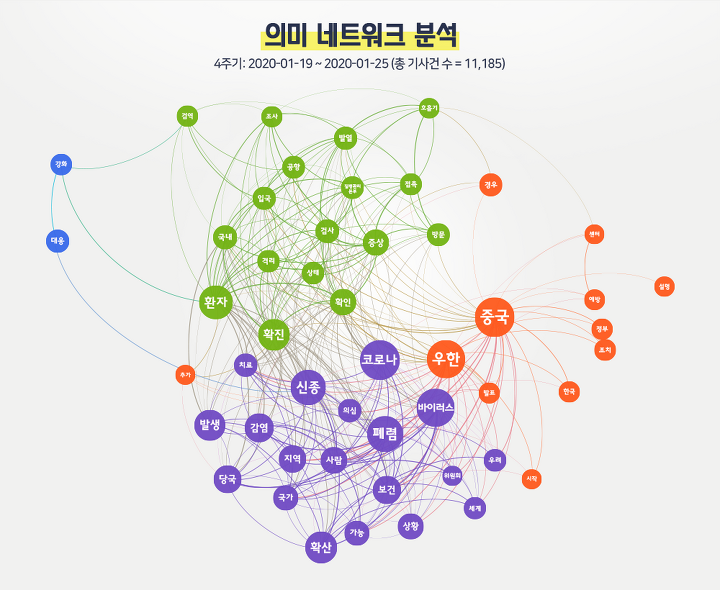 의미 네트워크 분석
4주기: 2020-01-19 ~ 2020-01-25 (총 기사건 수 = 11,185)
호흡기
검역
조사
발열
강화
공항
질병관리
본부
접촉
경우
입국
국내
검사
증상
방문
센터
대응
격리
상태
설명
환자
확인
예방
중국
정부
확진
조치
코로나
우한
치료
추가
신종
발표
한국
의심
바이러스
발생
감염
폐렴
지역
사람
우려
당국
위원회
시작
국가
보건
세계
상황
가능
확산